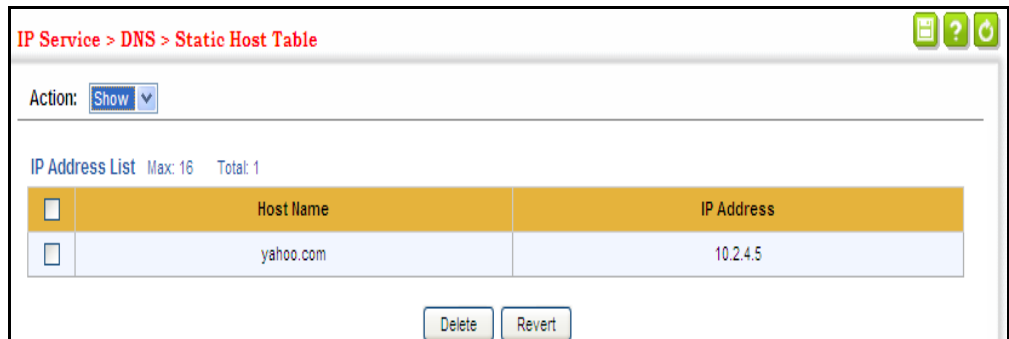 IP Service > DNS > Static Host Table
?
Action: Show
IP Address List Max: 16 Total: 1
Host Name IP Address
yahoo.com 10.2.4.5
Delete Revert